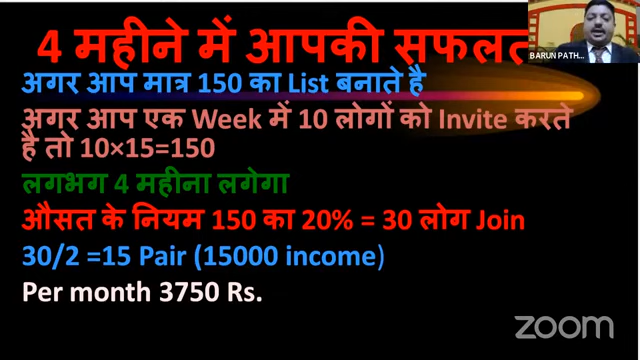 4 महीने में आपकी सफलत
BARUN PATH...
अगर आप मात्र 150 का List बनाते है
अगर आप एक Week में 10 लोगों को Invite करते
है तो 10×15=150
लगभग 4 महीना लगेगा
औसत के नियम 150 का 20% = 30 लोग Join
30/2 =15 Pair (15000 income)
Per month 3750 Rs.
zoom